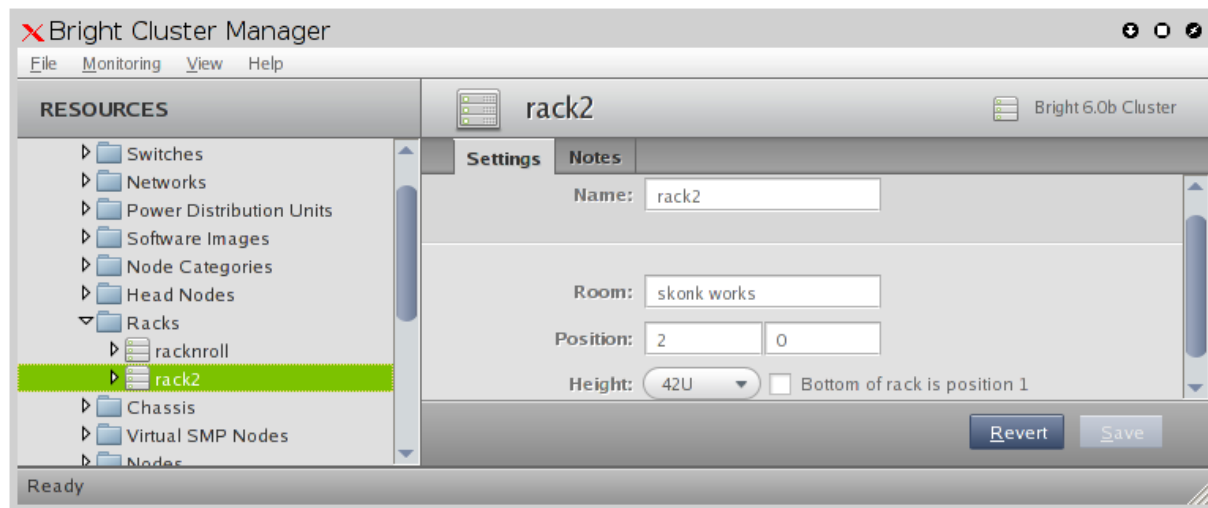 Bright Cluster Manager
File Monitoring View Help
RESOURCES
rack2
Bright 6.0b Cluster
Switches
Networks
Power Distribution Units
Software Images
Node Categories
Head Nodes
Racks
racknroll
rack2
Chassis
Virtual SMP Nodes
Nodes
Settings Notes
Name: rack2
Room: skonk works
Position: 2 0
Height: 42U Bottom of rack is position 1
Revert Save
Ready